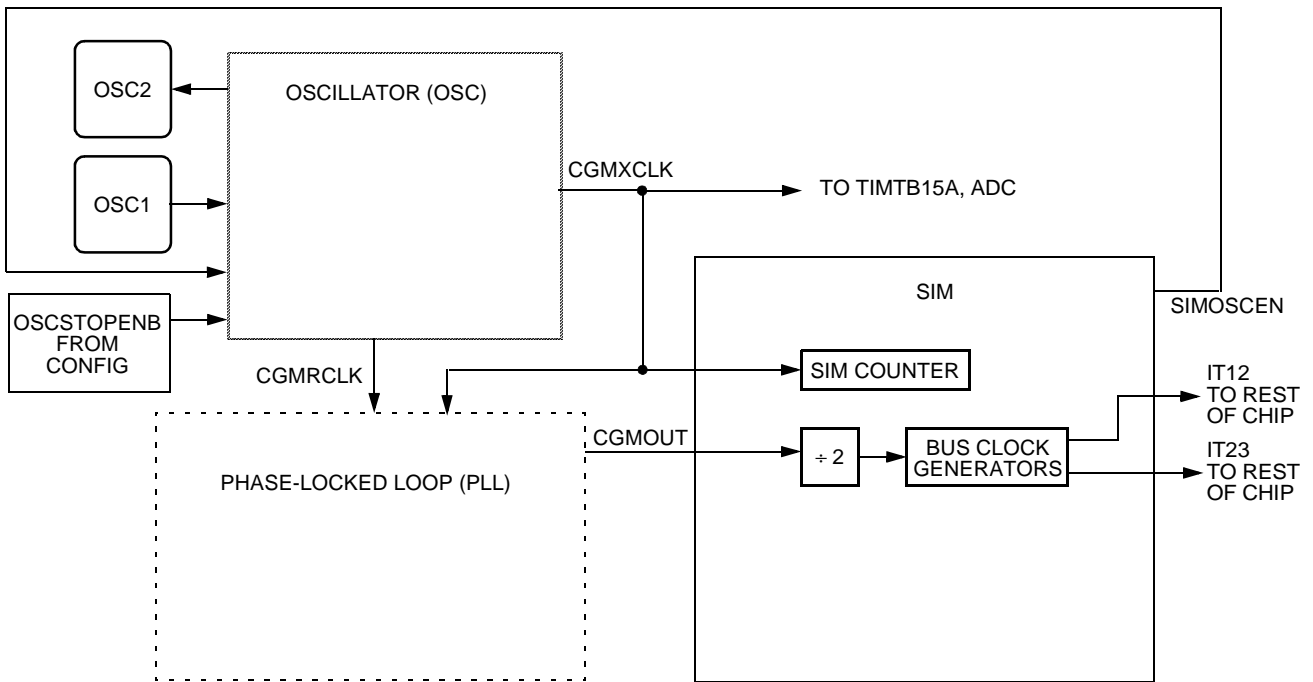 OSC2
OSCILLATOR (OSC)
CGMXCLK
TO TIMTB15A, ADC
OSC1
SIM
SIMOSCEN
OSCSTOPENB
FROM
CONFIG
CGMRCLK
SIM COUNTER
IT12
TO REST
OF CHIP
CGMOUT
÷ 2
BUS CLOCK
GENERATORS
IT23
TO REST
OF CHIP
PHASE-LOCKED LOOP (PLL)